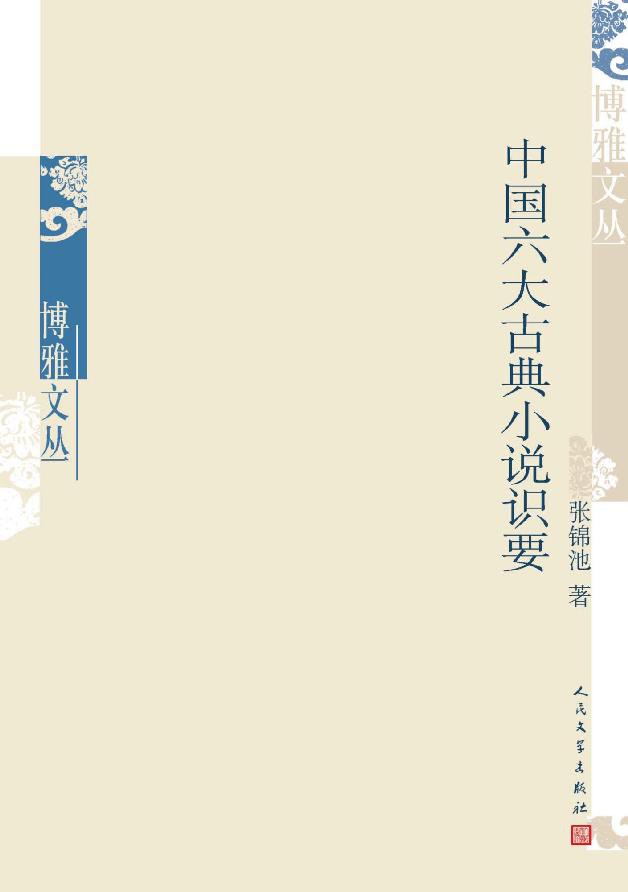 博雅文丛
中国六大古典小说识要
张锦池 著
人民文学出版社
博雅文丛